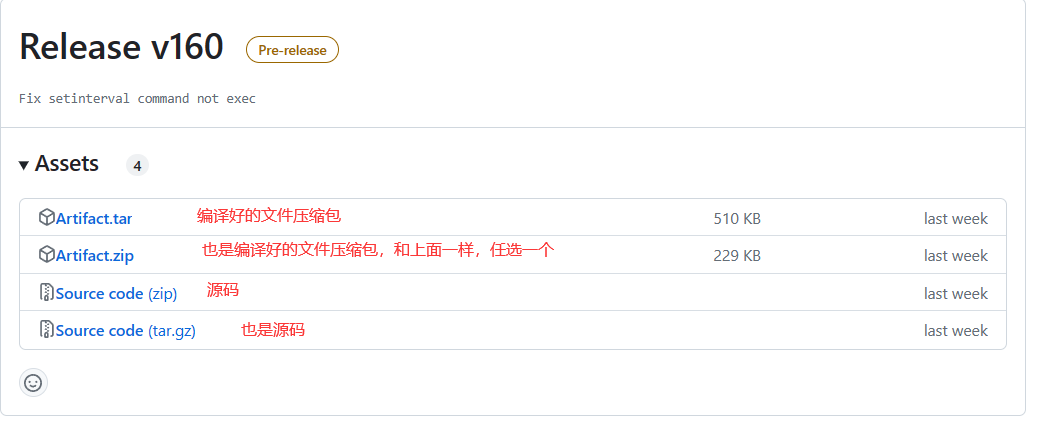 Release v160 Pre-release
Fix setinterval command not exec
Assets 4
Artifact.tar 编译好的文件压缩包 510 KB last week
Artifact.zip 也是编译好的文件压缩包，和上面一样，任选一个 229 KB last week
Source code (zip) 源码 last week
Source code (tar.gz) 也是源码 last week